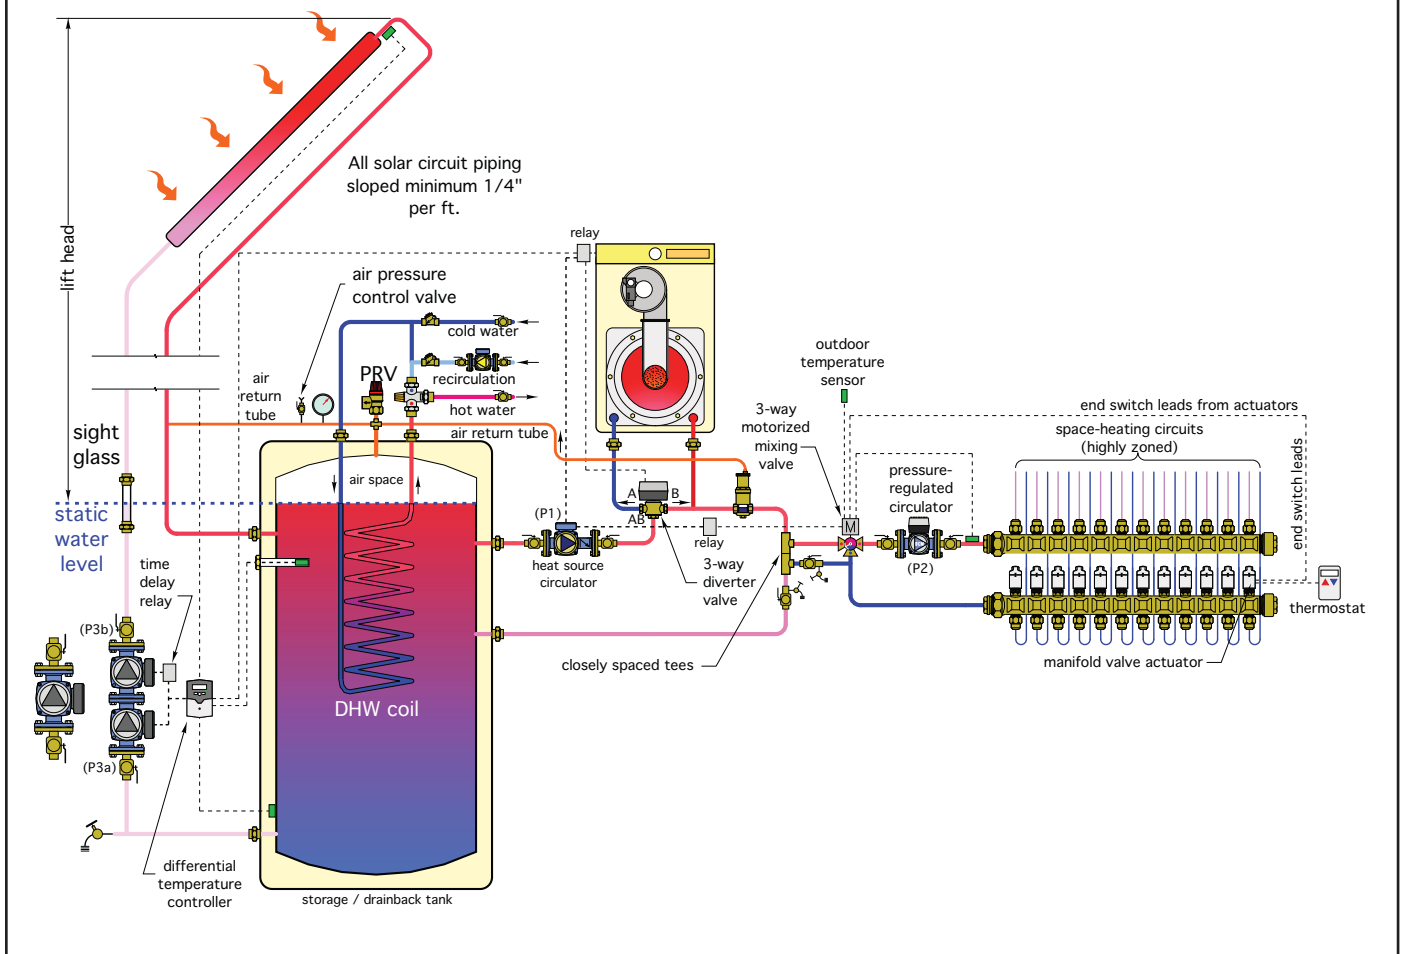 All solar circuit piping
sloped minimum 1/4"
per ft.
lift head
relay
air pressure
control valve
cold water
recirculation
hot water
PRV
air
return
tube
air return tube
sight
glass
air space
static
water
level
time
delay
relay
(P3b)
(P3a)
DHW coil
differential
temperature
controller
storage / drainback tank
(P1)
heat source
circulator
A
B
AB
relay
3-way
diverter
valve
closely spaced tees
outdoor
temperature
sensor
3-way
motorized
mixing
valve
M
pressure-
regulated
circulator
(P2)
end switch leads from actuators
space-heating circuits
(highly zoned)
end switch leads
thermostat
manifold valve actuator